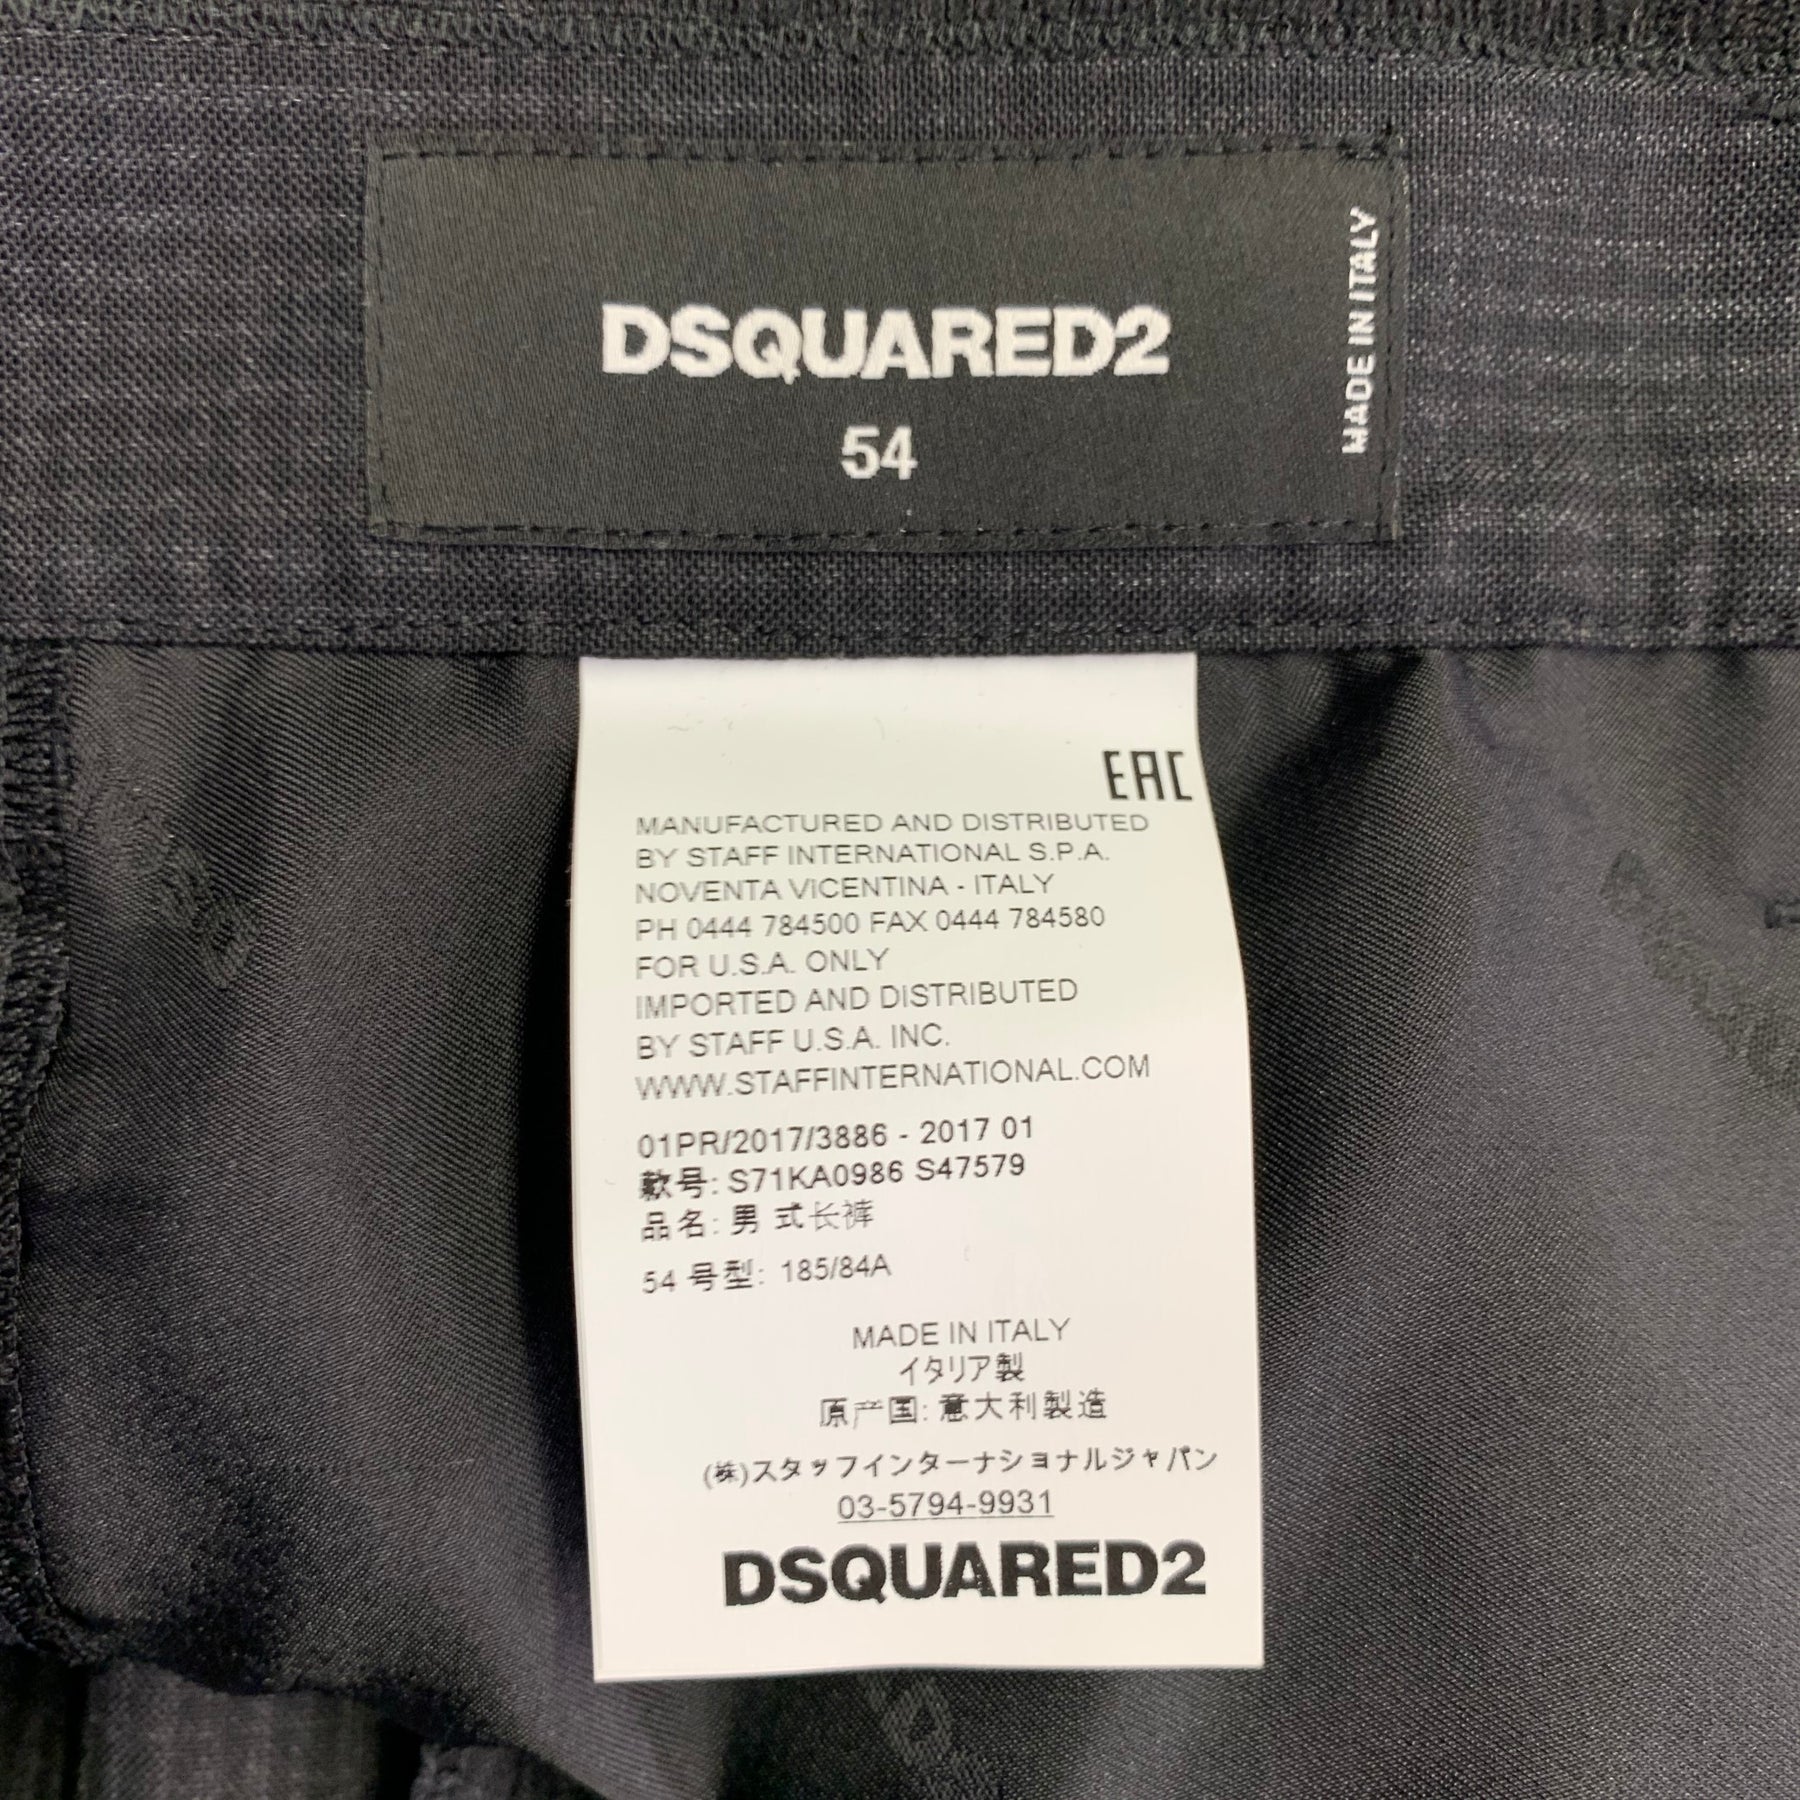 DSQUARED2
54
MADE IN ITALY
EAC
MANUFACTURED AND DISTRIBUTED
BY STAFF INTERNATIONAL S.P.A.
NOVENTA VICENTINA - ITALY
PH 0444 784500 FAX 0444 784580
FOR U.S.A. ONLY
IMPORTED AND DISTRIBUTED
BY STAFF U.S.A. INC.
WWW.STAFFINTERNATIONAL.COM
01PR/2017/3886 - 2017 01
款号: S71KA0986 S47579
品名: 男 式长裤
54 号型: 185/84A
MADE IN ITALY
イタリア製
原产国: 意大利製造
(株)スタッフインターナショナルジャパン
03-5794-9931
DSQUARED2